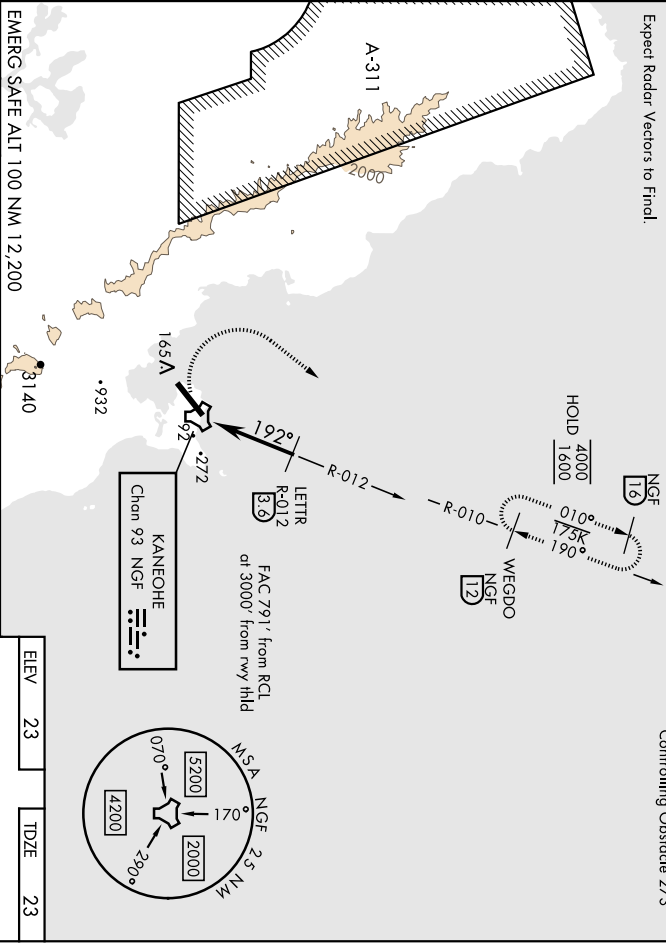 Expect Radar Vectors to Final.
A-311
2000
EMERG SAFE ALT 100 NM 12,200
3140
932
165
92
272
192°
R-012
LETTR
R-012
3.6
R-010
HOLD 4000
1600
NGF
16
010°
175K
190°
WEGDO
NGF
12
FAC 791' from RCL
at 3000' from rwy thld
KANEOHE
Chan 93 NGF
MSA NGF 25 NM
5200
070°
170°
4200
2000
290°
ELEV 23
TDZE 23